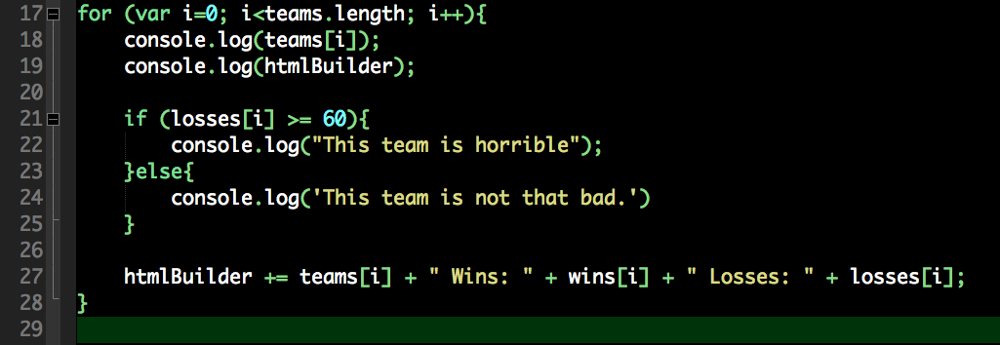 17 for (var i=0; i<teams.length; i++){
18     console.log(teams[i]);
19     console.log(htmlBuilder);
20
21     if (losses[i] >= 60){
22         console.log("This team is horrible");
23     }else{
24         console.log('This team is not that bad.')
25     }
26
27     htmlBuilder += teams[i] + " Wins: " + wins[i] + " Losses: " + losses[i];
28 }
29